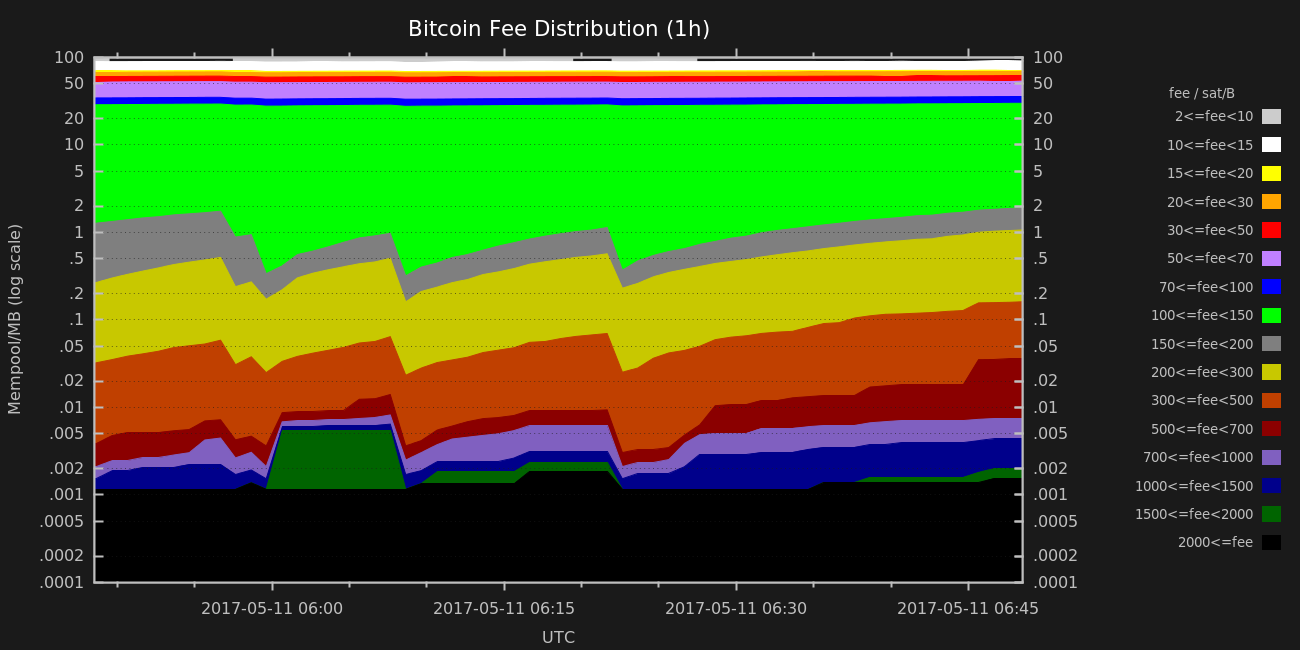 Bitcoin Fee Distribution (1h)
Mempool/MB (log scale)
100
50
20
10
5
2
1
.5
.2
.1
.05
.02
.01
.005
.002
.001
.0005
.0002
.0001
100
50
20
10
5
2
1
.5
.2
.1
.05
.02
.01
.005
.002
.001
.0005
.0002
.0001
2017-05-11 06:00
2017-05-11 06:15
2017-05-11 06:30
2017-05-11 06:45
UTC
fee / sat/B
2<=fee<10
10<=fee<15
15<=fee<20
20<=fee<30
30<=fee<50
50<=fee<70
70<=fee<100
100<=fee<150
150<=fee<200
200<=fee<300
300<=fee<500
500<=fee<700
700<=fee<1000
1000<=fee<1500
1500<=fee<2000
2000<=fee